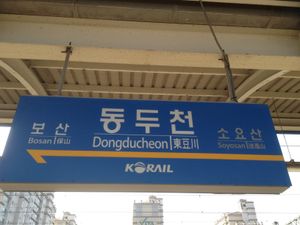 보산
Bosan|保山
동두천
Dongducheon|東豆川
소요산
Soyosan|逍遙山
KORAIL